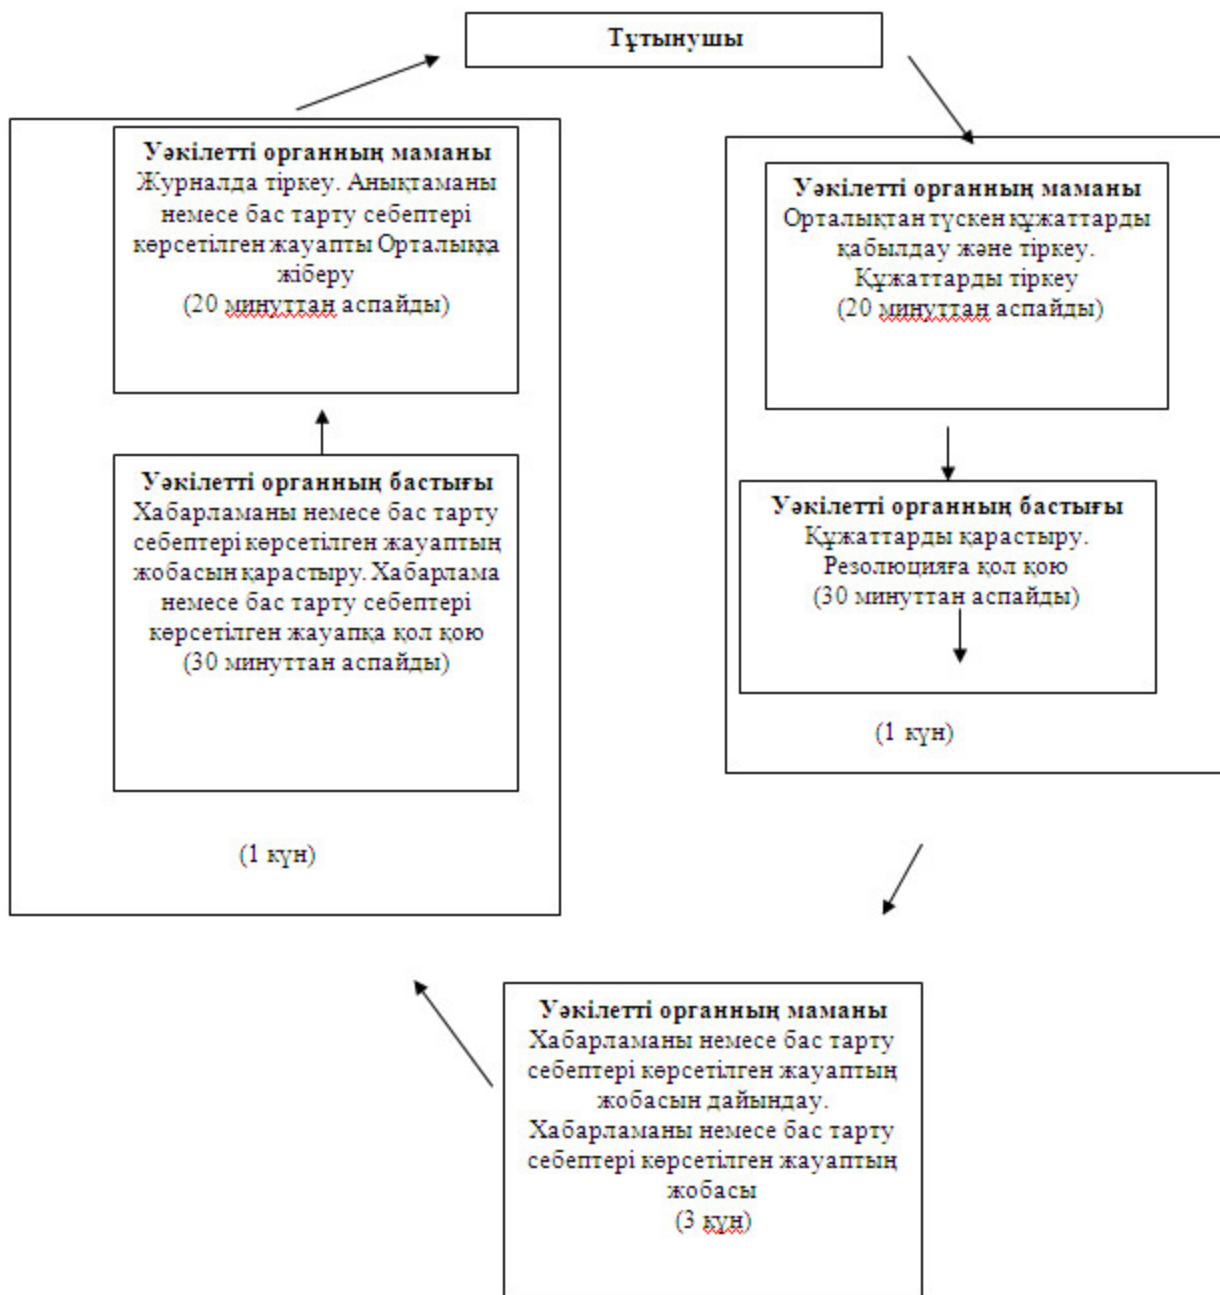 Тұтынушы
Уәкілетті органның маманы
Журналда тіркеу. Анықтаманы
немесе бас тарту себептері
көрсетілген жауапты Орталыққа
жіберу
(20 минуттан аспайды)
Уәкілетті органның бастығы
Хабарламаны немесе бас тарту
себептері көрсетілген жауаптың
жобасын қарастыру. Хабарлама
немесе бас тарту себептері
көрсетілген жауапқа қол қою
(30 минуттан аспайды)
(1 күн)
Уәкілетті органның маманы
Орталықтан түскен құжаттарды
қабылдау және тіркеу.
Құжаттарды тіркеу
(20 минуттан аспайды)
Уәкілетті органның бастығы
Құжаттарды қарастыру.
Резолюцияға қол қою
(30 минуттан аспайды)
(1 күн)
Уәкілетті органның маманы
Хабарламаны немесе бас тарту
себептері көрсетілген жауаптың
жобасын дайындау.
Хабарламаны немесе бас тарту
себептері көрсетілген жауаптың
жобасы
(3 күн)